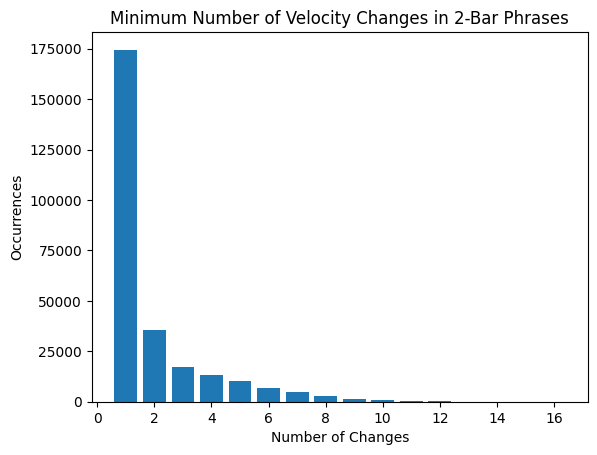 Minimum Number of Velocity Changes in 2-Bar Phrases
175000
150000
125000
100000
75000
50000
25000
0
Occurrences
0 2 4 6 8 10 12 14 16
Number of Changes